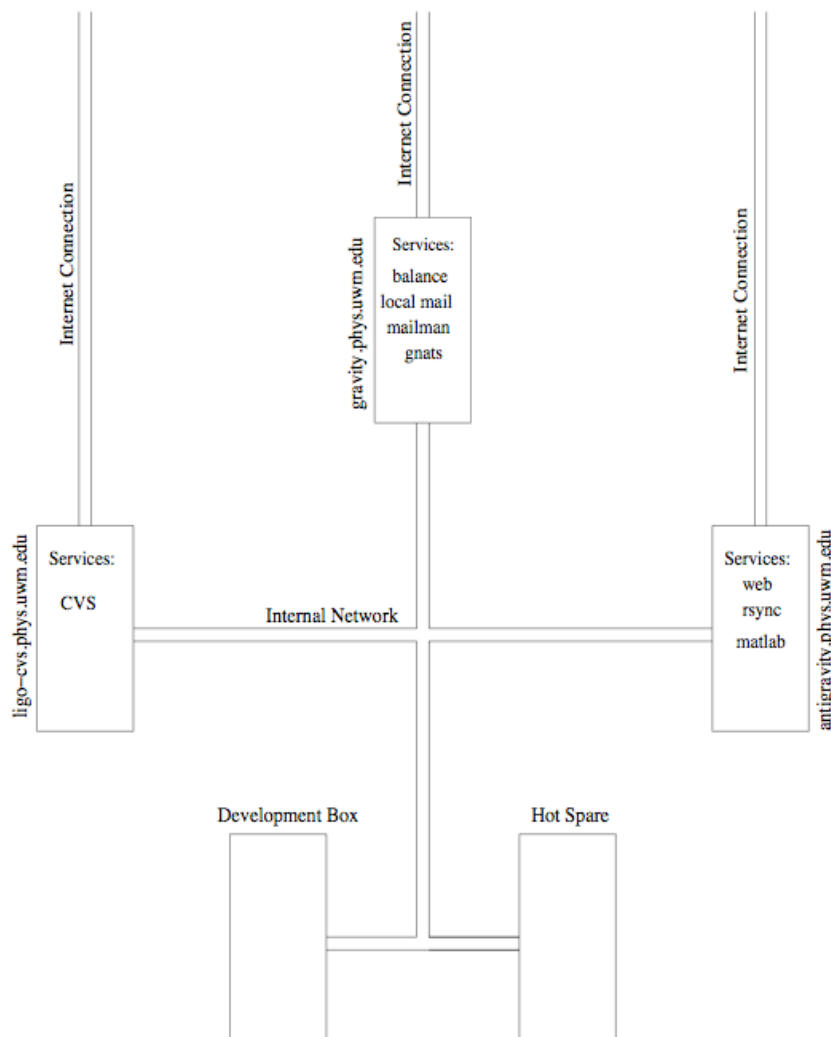 Internet Connection
Internet Connection
Internet Connection
gravity.phys.uwm.edu
Services:
balance
local mail
mailman
gnats
ligo-cvs.phys.uwm.edu
Services:
CVS
Internal Network
Services:
web
rsync
matlab
antigravity.phys.uwm.edu
Development Box
Hot Spare